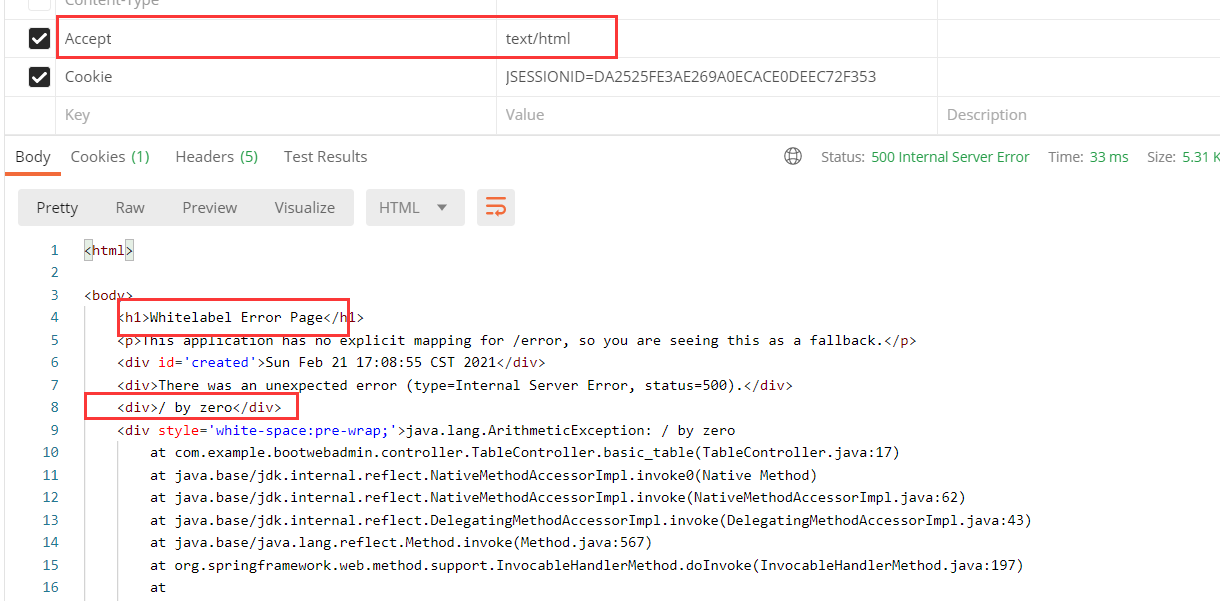 Content-Type
Accept text/html
Cookie JSESSIONID=DA2525FE3AE269A0ECACE0DEEC72F353
Key Value Description
Body Cookies (1) Headers (5) Test Results Status: 500 Internal Server Error Time: 33 ms Size: 5.31 K
Pretty Raw Preview Visualize HTML
1 <html>
2
3 <body>
4 <h1>Whitelabel Error Page</h1>
5 <p>This application has no explicit mapping for /error, so you are seeing this as a fallback.</p>
6 <div id='created'>Sun Feb 21 17:08:55 CST 2021</div>
7 <div>There was an unexpected error (type=Internal Server Error, status=500).</div>
8 <div>/ by zero</div>
9 <div style='white-space:pre-wrap;'>java.lang.ArithmeticException: / by zero
10 at com.example.bootwebadmin.controller.TableController.basic_table(TableController.java:17)
11 at java.base/jdk.internal.reflect.NativeMethodAccessorImpl.invoke0(Native Method)
12 at java.base/jdk.internal.reflect.NativeMethodAccessorImpl.invoke(NativeMethodAccessorImpl.java:62)
13 at java.base/jdk.internal.reflect.DelegatingMethodAccessorImpl.invoke(DelegatingMethodAccessorImpl.java:43)
14 at java.base/java.lang.reflect.Method.invoke(Method.java:567)
15 at org.springframework.web.method.support.InvocableHandlerMethod.doInvoke(InvocableHandlerMethod.java:197)
16 at